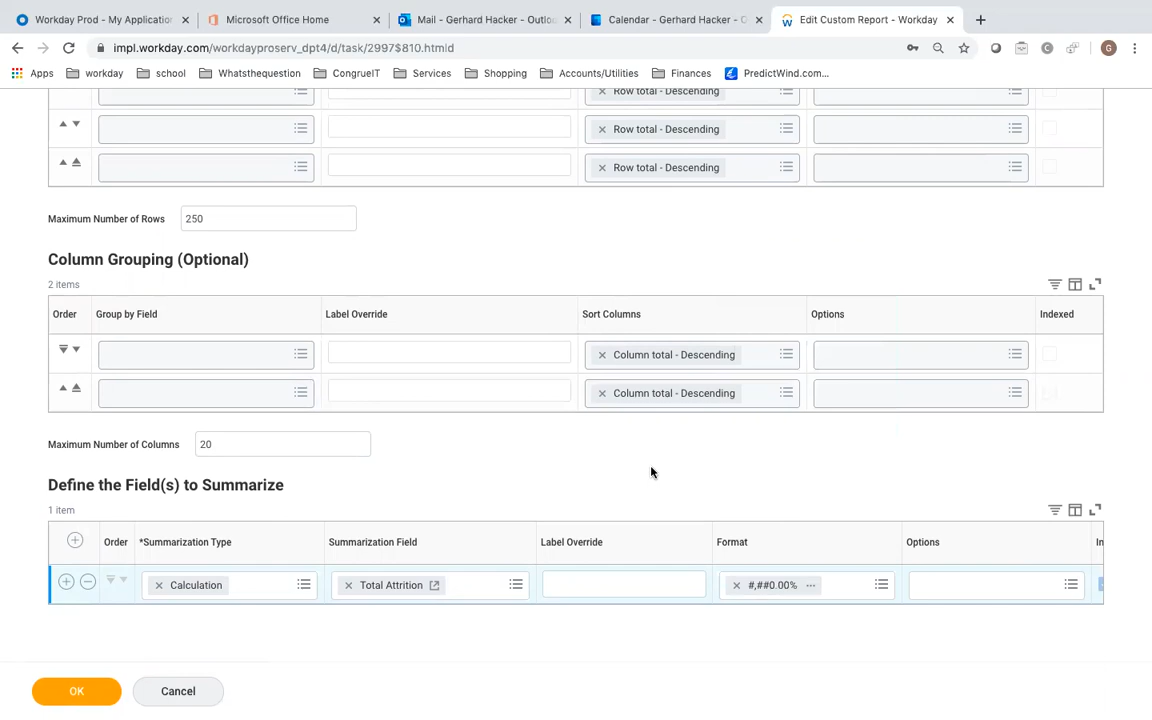 Workday Prod - My Application
Microsoft Office Home
Mail - Gerhard Hacker - Outloo
Calendar - Gerhard Hacker - O
Edit Custom Report - Workday
impl.workday.com/workdayproserv_dpt4/d/task/2997$810.htmld
G
Apps
workday
school
Whatsthequestion
CongrueIT
Services
Shopping
Accounts/Utilities
Finances
PredictWind.com...
Row total - Descending
Row total - Descending
Row total - Descending
Maximum Number of Rows
250
Column Grouping (Optional)
2 items
Order
Group by Field
Label Override
Sort Columns
Options
Indexed
Column total - Descending
Column total - Descending
Maximum Number of Columns
20
Define the Field(s) to Summarize
1 item
Order
*Summarization Type
Summarization Field
Label Override
Format
Options
In
Calculation
Total Attrition
#,##0.00%
OK
Cancel